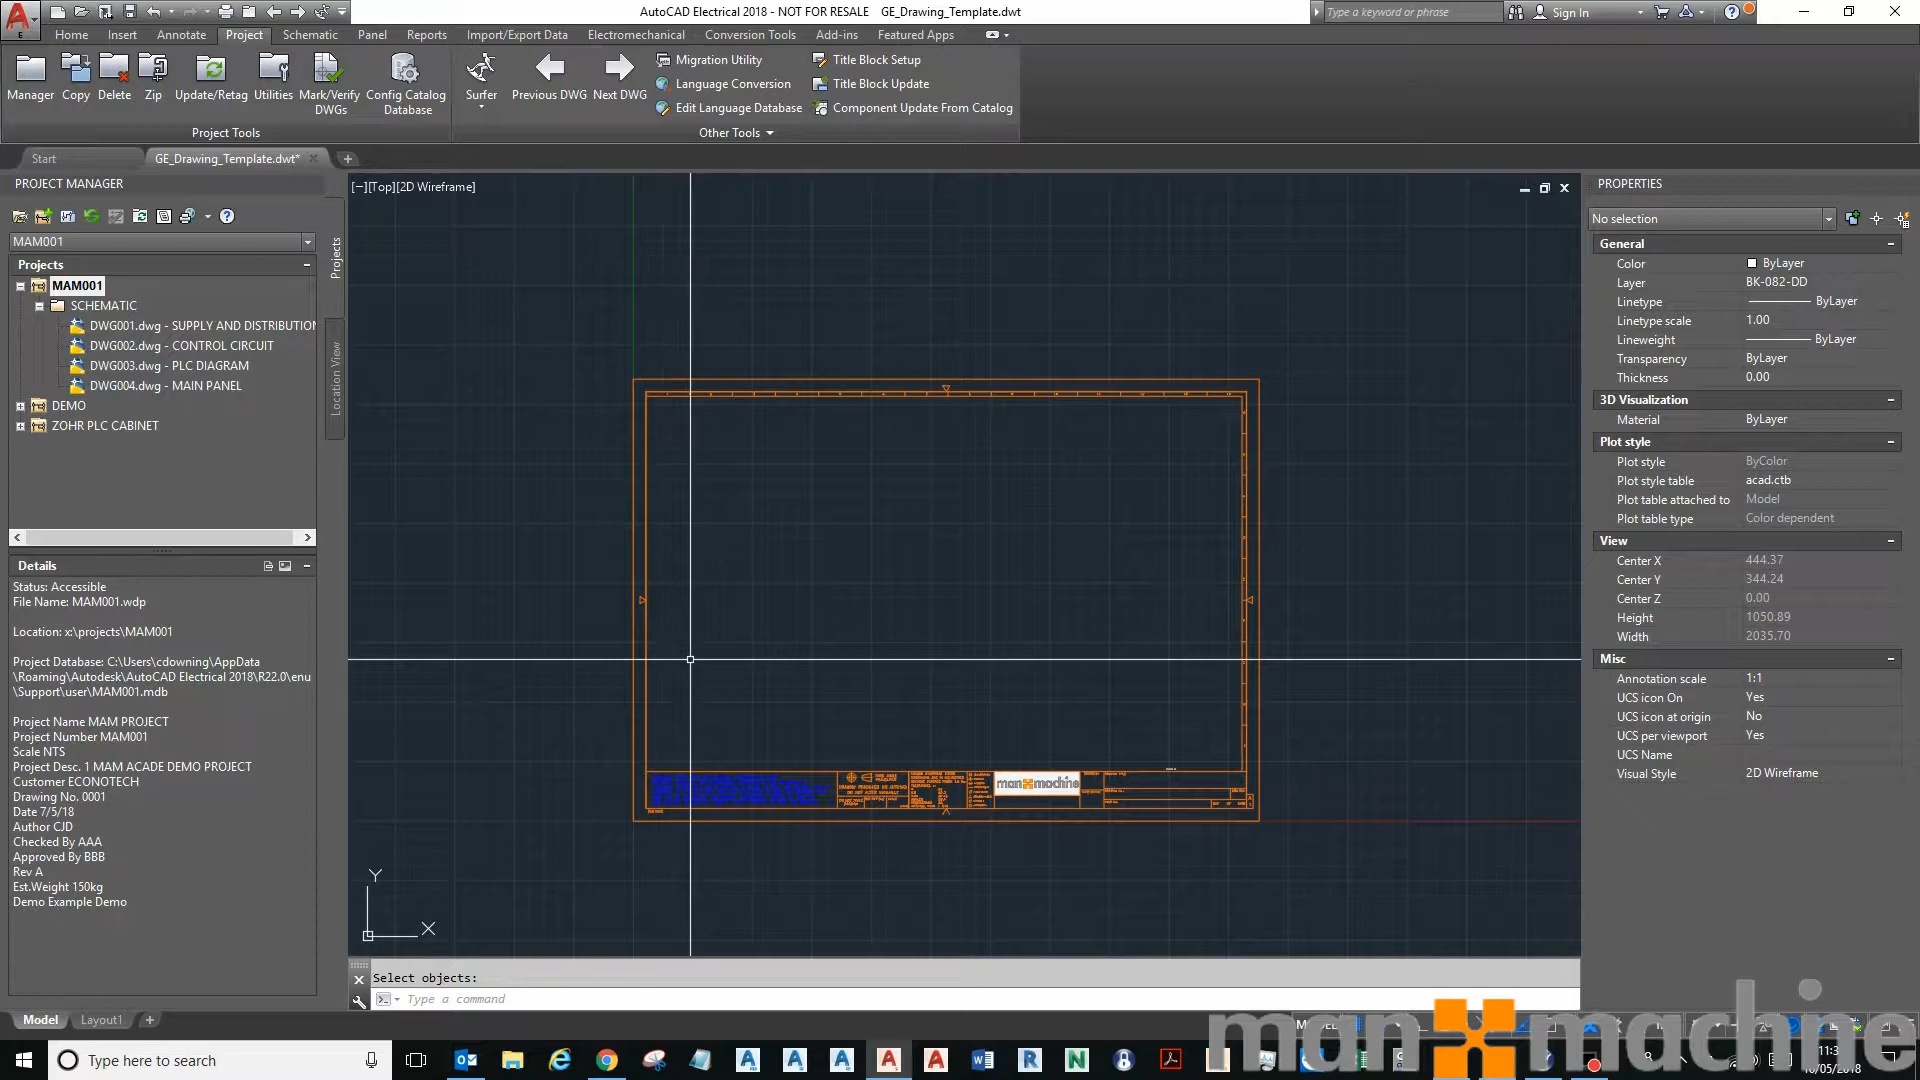 AutoCAD Electrical 2018 - NOT FOR RESALE GE_Drawing_Template.dwt
Type a keyword or phrase
Sign In
Home Insert Annotate Project Schematic Panel Reports Import/Export Data Electromechanical Conversion Tools Add-ins Featured Apps
Manager Copy Delete Zip Update/Retag Utilities Mark/Verify DWGs Config Catalog Database
Surfer Previous DWG Next DWG
Migration Utility
Language Conversion
Edit Language Database
Title Block Setup
Title Block Update
Component Update From Catalog
Project Tools
Other Tools
Start
GE_Drawing_Template.dwt*
PROJECT MANAGER
MAM001
Projects
MAM001
SCHEMATIC
DWG001.dwg - SUPPLY AND DISTRIBUTION
DWG002.dwg - CONTROL CIRCUIT
DWG003.dwg - PLC DIAGRAM
DWG004.dwg - MAIN PANEL
DEMO
ZOHR PLC CABINET
Projects
Location View
Details
Status: Accessible
File Name: MAM001.wdp
Location: x:\projects\MAM001
Project Database: C:\Users\cdowning\AppData
\Roaming\Autodesk\AutoCAD Electrical 2018\R22.0\enu
\Support\user\MAM001.mdb
Project Name MAM PROJECT
Project Number MAM001
Scale NTS
Project Desc. 1 MAM ACADE DEMO PROJECT
Customer ECONOTECH
Drawing No. 0001
Date 7/5/18
Author CJD
Checked By AAA
Approved By BBB
Rev A
Est.Weight 150kg
Demo Example Demo
[−][Top][2D Wireframe]
man machine
Y
X
Select objects:
Type a command
Model Layout1
PROPERTIES
No selection
General
Color ByLayer
Layer BK-082-DD
Linetype ByLayer
Linetype scale 1.00
Lineweight ByLayer
Transparency ByLayer
Thickness 0.00
3D Visualization
Material ByLayer
Plot style
Plot style ByColor
Plot style table acad.ctb
Plot table attached to Model
Plot table type Color dependent
View
Center X 444.37
Center Y 344.24
Center Z 0.00
Height 1050.89
Width 2035.70
Misc
Annotation scale 1:1
UCS icon On Yes
UCS icon at origin No
UCS per viewport Yes
UCS Name
Visual Style 2D Wireframe
man machine
Type here to search